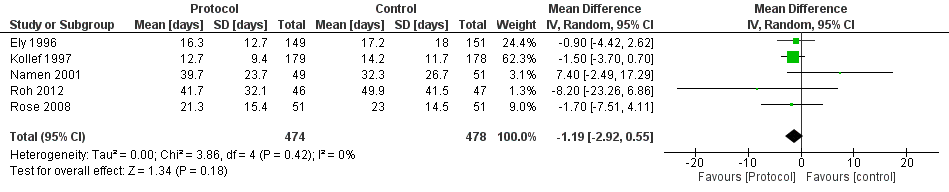 Protocol Control Mean Difference Mean Difference
Study or Subgroup Mean [days] SD [days] Total Mean [days] SD [days] Total Weight IV, Random, 95% CI IV, Random, 95% CI
Ely 1996 16.3 12.7 149 17.2 18 151 24.4% -0.90 (-4.42, 2.62)
Kollef 1997 12.7 9.4 179 14.2 11.7 178 62.3% -1.50 (-3.70, 0.70)
Namen 2001 39.7 23.7 49 32.3 26.7 51 3.1% 7.40 (-2.49, 17.29)
Roh 2012 41.7 32.1 46 49.9 41.5 47 1.3% -8.20 (-23.26, 6.86)
Rose 2008 21.3 15.4 51 23 14.5 51 9.0% -1.70 (-7.51, 4.11)
Total (95% CI) 474 478 100.0% -1.19 (-2.92, 0.55)
Heterogeneity: Tau² = 0.00; Chi² = 3.86, df = 4 (P = 0.42); I² = 0%
Test for overall effect: Z = 1.34 (P = 0.18)
-20 -10 0 10 20
Favours [Protocol] Favours [control]